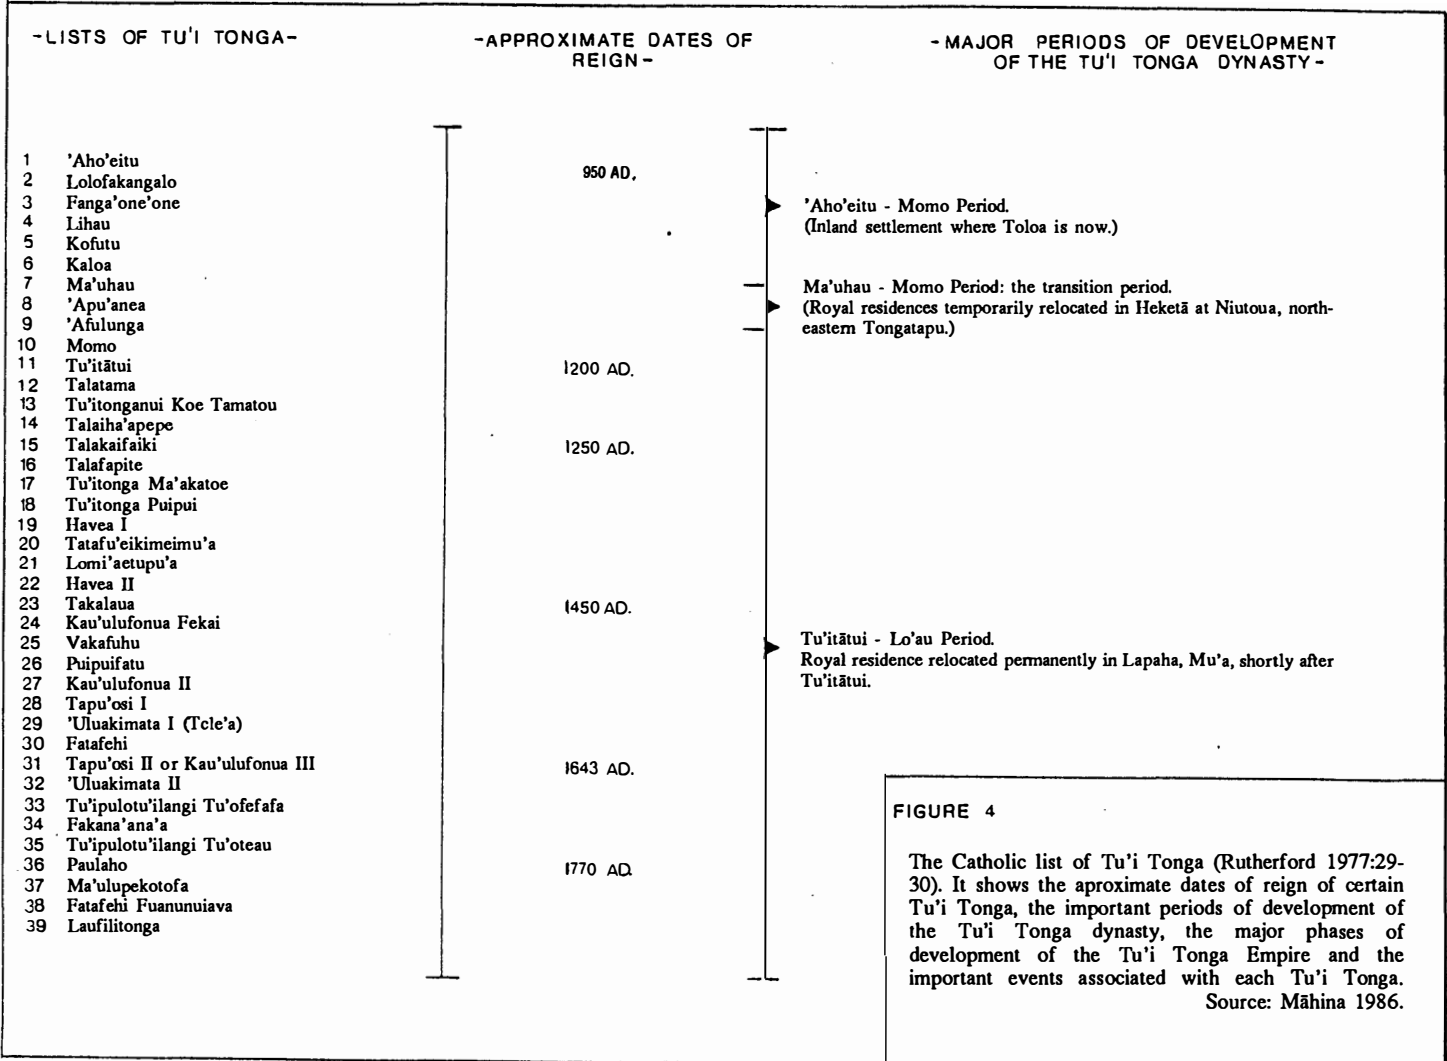 -LISTS OF TU'I TONGA-
-APPROXIMATE DATES OF
REIGN-
-MAJOR PERIODS OF DEVELOPMENT
OF THE TU'I TONGA DYNASTY-
1 'Aho'eitu
2 Lolofakangalo
3 Fanga'one'one
4 Lihau
5 Kofutu
6 Kaloa
7 Ma'uhau
8 'Apu'anea
9 'Afulunga
10 Momo
11 Tu'itātui
12 Talatama
13 Tu'itonganui Koe Tamatou
14 Talaiha'apepe
15 Talakaifaiki
16 Talafapite
17 Tu'itonga Ma'akatoe
18 Tu'itonga Puipui
19 Havea I
20 Tatafu'eikimeimu'a
21 Lomi'aetupu'a
22 Havea II
23 Takalaua
24 Kau'ulufonua Fekai
25 Vakafuhu
26 Puipuifatu
27 Kau'ulufonua II
28 Tapu'osi I
29 'Uluakimata I (Tcle'a)
30 Fatafehi
31 Tapu'osi II or Kau'ulufonua III
32 'Uluakimata II
33 Tu'ipulotu'ilangi Tu'ofefafa
34 Fakana'ana'a
35 Tu'ipulotu'ilangi Tu'oteau
36 Paulaho
37 Ma'ulupekotofa
38 Fatafehi Fuanunuiava
39 Laufilitonga
950 AD.
1200 AD.
1250 AD.
1450 AD.
1643 AD.
1770 AD.
'Aho'eitu - Momo Period.
(Inland settlement where Toloa is now.)
Ma'uhau - Momo Period: the transition period.
(Royal residences temporarily relocated in Heketā at Niutoua, north-
eastern Tongatapu.)
Tu'itātui - Lo'au Period.
Royal residence relocated permanently in Lapaha, Mu'a, shortly after
Tu'itātui.
FIGURE 4
The Catholic list of Tu'i Tonga (Rutherford 1977:29-
30). It shows the aproximate dates of reign of certain
Tu'i Tonga, the important periods of development of
the Tu'i Tonga dynasty, the major phases of
development of the Tu'i Tonga Empire and the
important events associated with each Tu'i Tonga.
Source: Māhina 1986.